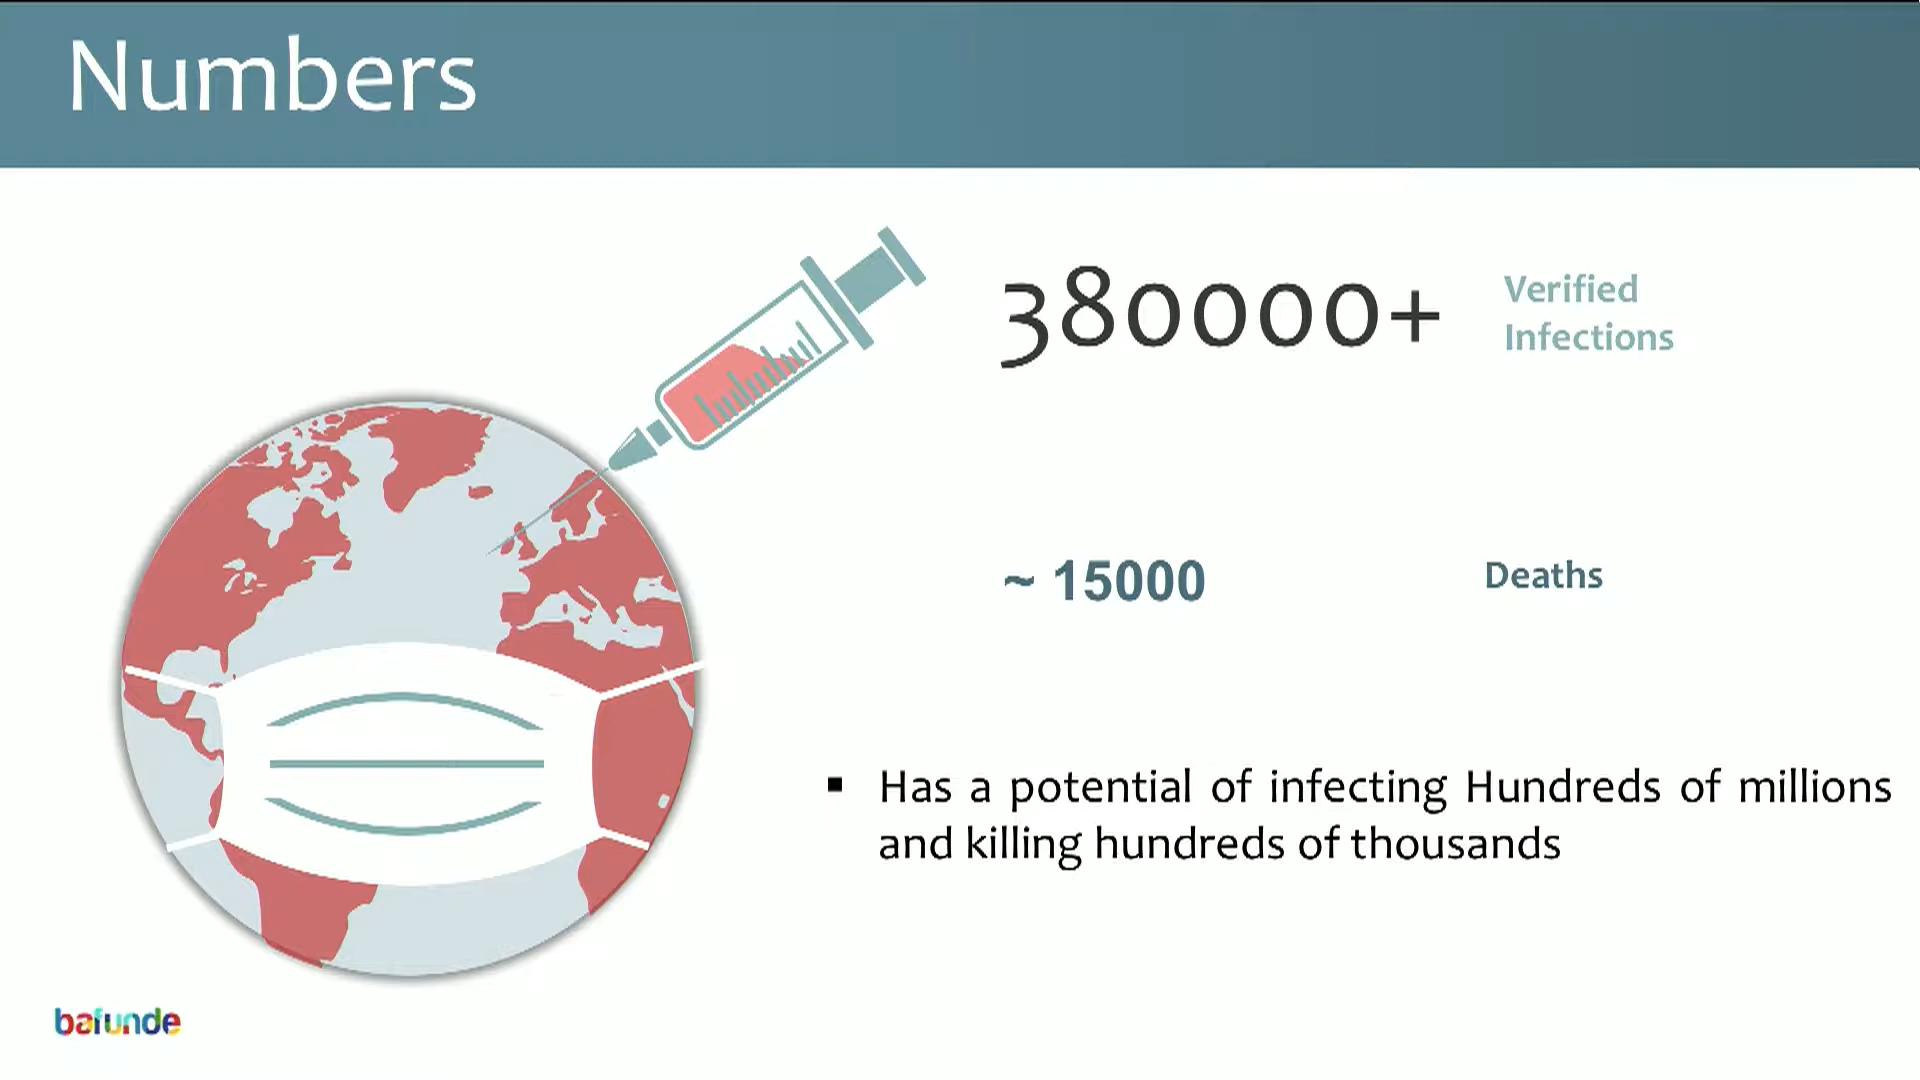 Numbers
380000+
Verified
Infections
~ 15000
Deaths
▪ Has a potential of infecting Hundreds of millions
and killing hundreds of thousands
bafunde